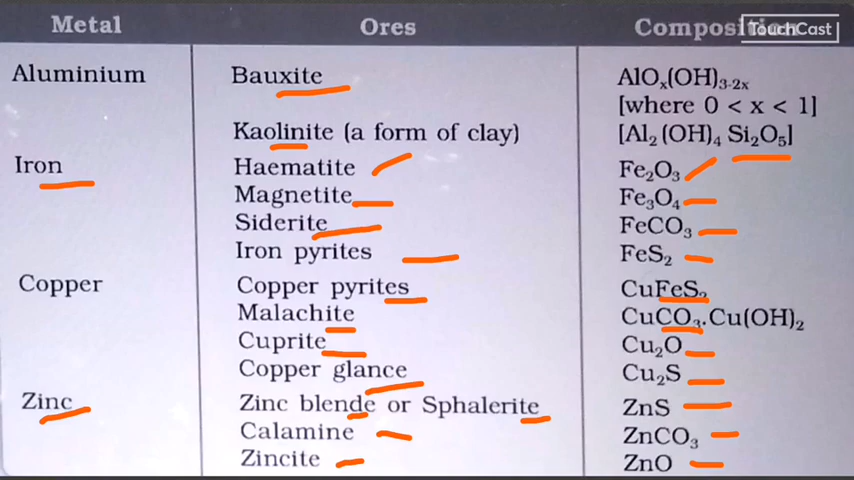 Metal Ores Composition
TouchCast
Aluminium Bauxite AlOₓ(OH)₃₋₂ₓ
[where 0 < x < 1]
Kaolinite (a form of clay) [Al₂(OH)₄ Si₂O₅]
Iron Haematite Fe₂O₃
Magnetite Fe₃O₄
Siderite FeCO₃
Iron pyrites FeS₂
Copper Copper pyrites CuFeS₂
Malachite CuCO₃.Cu(OH)₂
Cuprite Cu₂O
Copper glance Cu₂S
Zinc Zinc blende or Sphalerite ZnS
Calamine ZnCO₃
Zincite ZnO